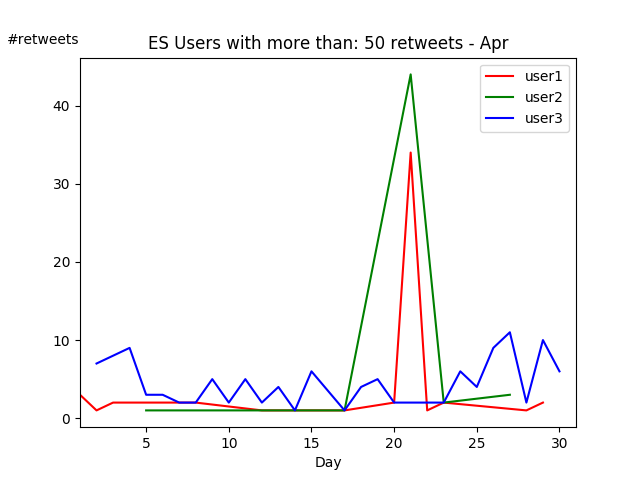 #retweets
ES Users with more than: 50 retweets - Apr
user1
user2
user3
40
30
20
10
0
5 10 15 20 25 30
Day